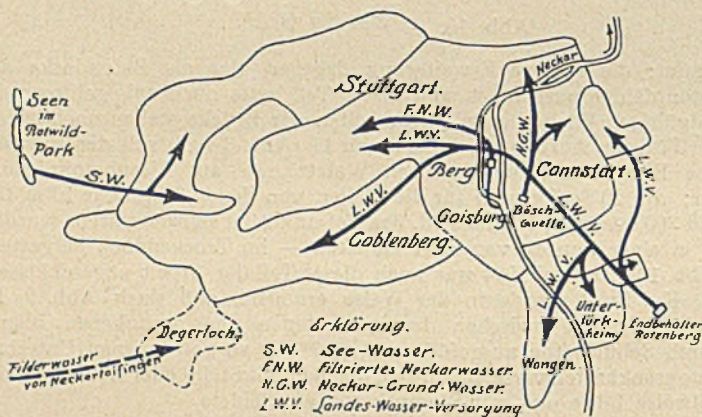 Neckar
Stuttgart.
Seen
im
Rotwild-
Park
F.N.W.
L.W.V.
N.G.W.
S.W.
Berg
Cannstatt.
L.W.V.
L.W.V.
Gaisburg.
Bösch-
Quelle.
L.W.V.
Gablenberg.
L.W.V.
Unter-
türk-
heim.
Endbehälter
Rotenberg
Wangen
Degerloch.
Filderwasser
von Neckartailfingen
Erklärung.
S.W. See-Wasser.
F.N.W. Filtriertes Neckarwasser.
N.G.W. Neckar-Grund-Wasser.
L.W.V. Landes-Wasser-Versorgung